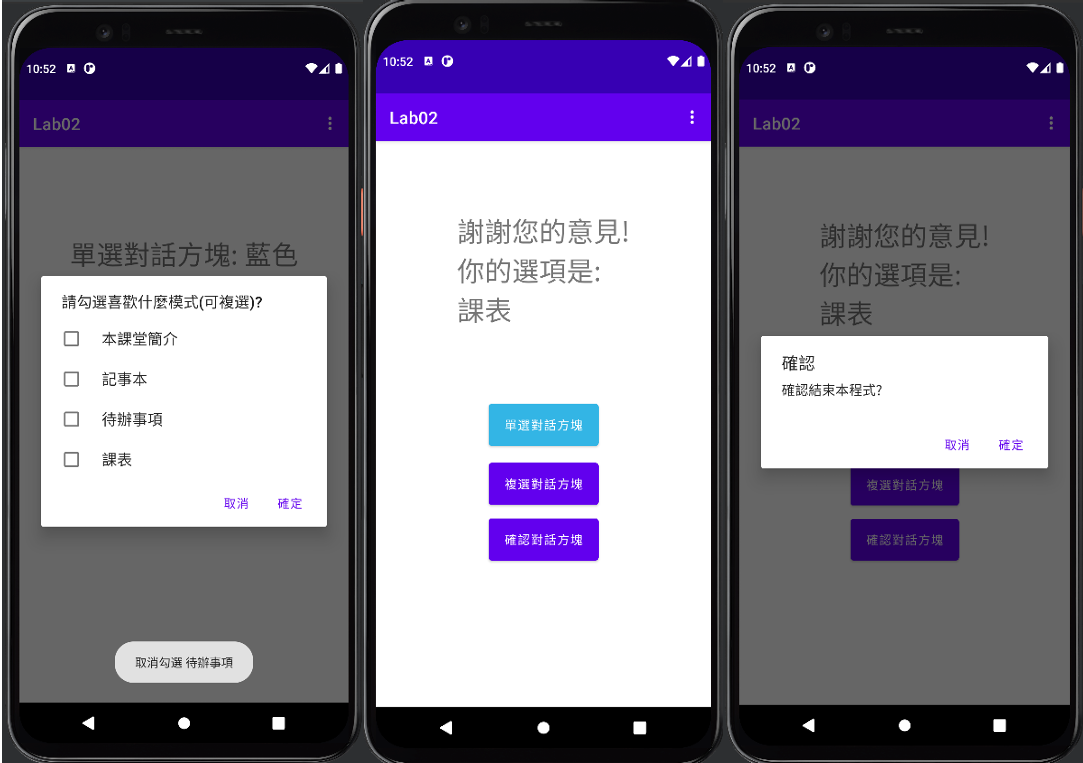 10:52
Lab02
單選對話方塊: 藍色
請勾選喜歡什麼模式(可複選)?
本課堂簡介
記事本
待辦事項
課表
取消 確定
取消勾選 待辦事項
10:52
Lab02
謝謝您的意見!
你的選項是:
課表
單選對話方塊
複選對話方塊
確認對話方塊
10:52
Lab02
謝謝您的意見!
你的選項是:
課表
確認
確認結束本程式?
取消 確定
複選對話方塊
確認對話方塊